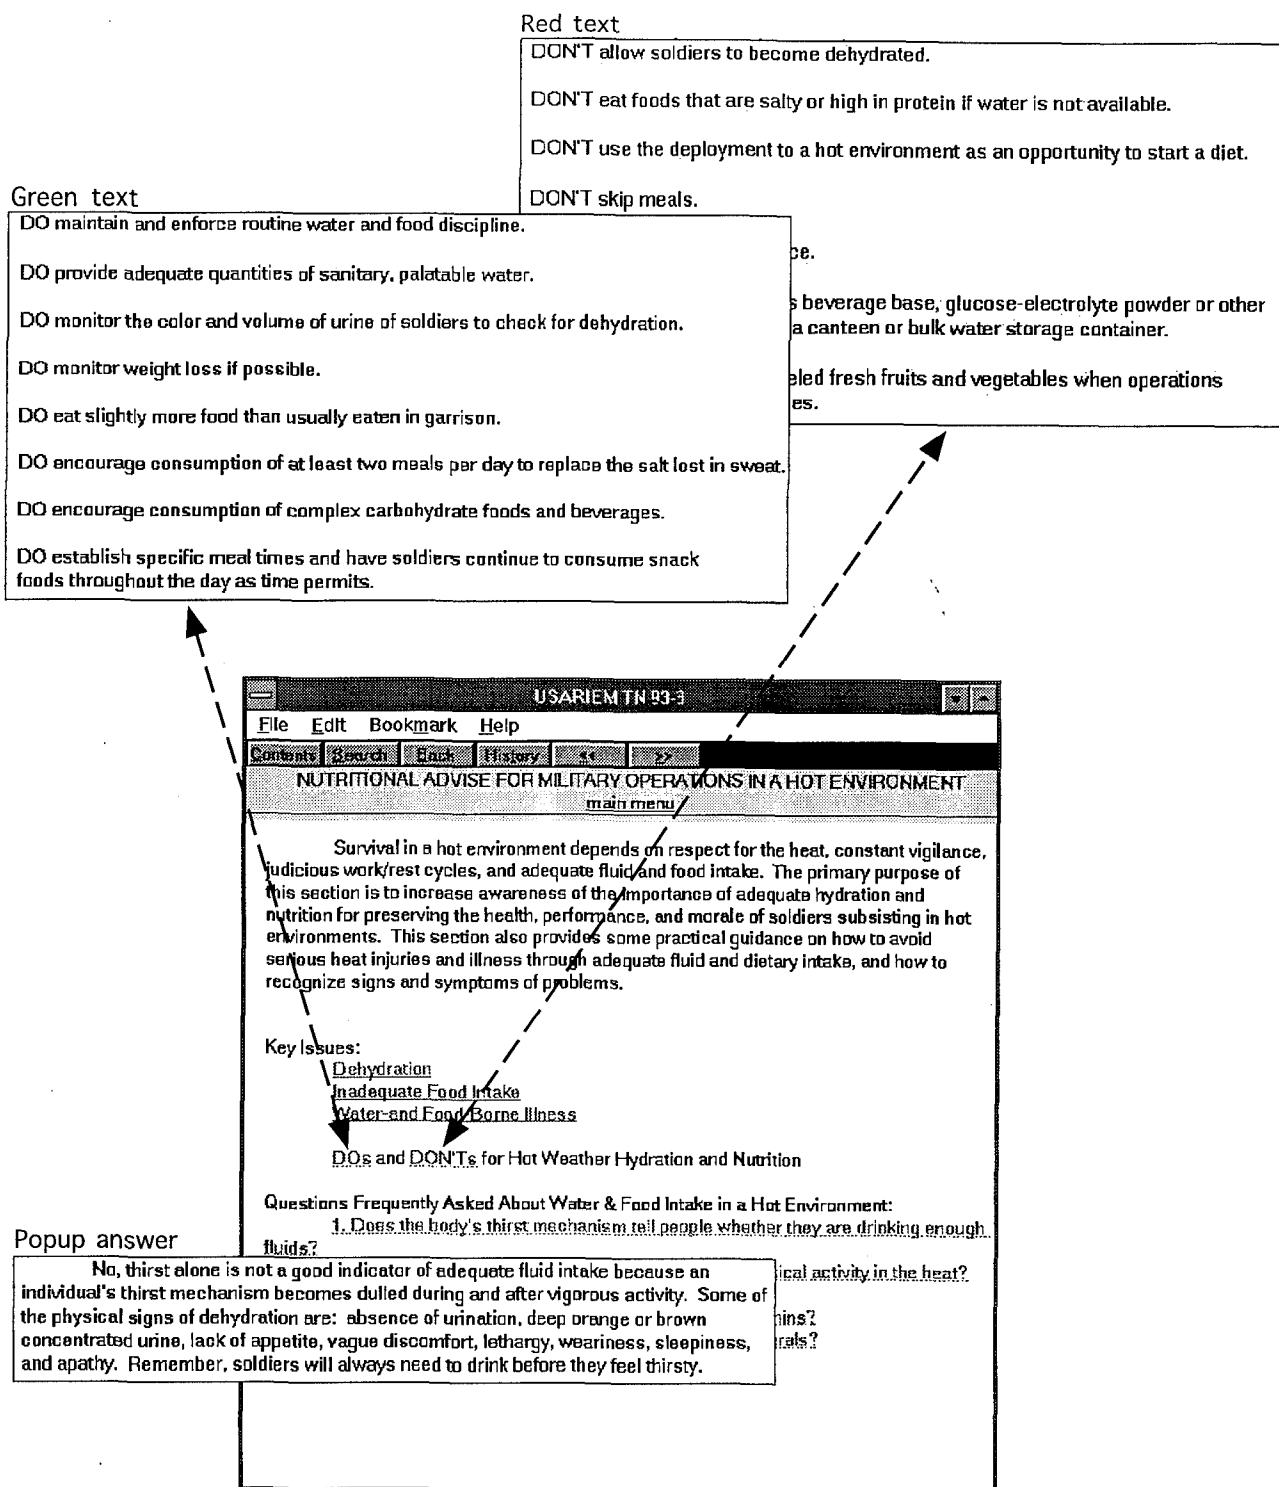 Red text
DON'T allow soldiers to become dehydrated.
DON'T eat foods that are salty or high in protein if water is not available.
DON'T use the deployment to a hot environment as an opportunity to start a diet.
DON'T skip meals.
ce.
s beverage base, glucose-electrolyte powder or other
a canteen or bulk water storage container.
eled fresh fruits and vegetables when operations
es.
Green text
DO maintain and enforce routine water and food discipline.
DO provide adequate quantities of sanitary, palatable water.
DO monitor the color and volume of urine of soldiers to check for dehydration.
DO monitor weight loss if possible.
DO eat slightly more food than usually eaten in garrison.
DO encourage consumption of at least two meals per day to replace the salt lost in sweat.
DO encourage consumption of complex carbohydrate foods and beverages.
DO establish specific meal times and have soldiers continue to consume snack
foods throughout the day as time permits.
USARIEM TN 93-3
File Edit Bookmark Help
Contents Search Back History << >>
NUTRITIONAL ADVISE FOR MILITARY OPERATIONS IN A HOT ENVIRONMENT
main menu
Survival in a hot environment depends on respect for the heat, constant vigilance,
judicious work/rest cycles, and adequate fluid and food intake. The primary purpose of
this section is to increase awareness of the importance of adequate hydration and
nutrition for preserving the health, performance, and morale of soldiers subsisting in hot
environments. This section also provides some practical guidance on how to avoid
serious heat injuries and illness through adequate fluid and dietary intake, and how to
recognize signs and symptoms of problems.
Key Issues:
Dehydration
Inadequate Food Intake
Water-and Food Borne Illness
DOs and DON'Ts for Hot Weather Hydration and Nutrition
Questions Frequently Asked About Water & Food Intake in a Hot Environment:
1. Does the body's thirst mechanism tell people whether they are drinking enough
fluids?
ical activity in the heat?
ins?
rals?
Popup answer
No, thirst alone is not a good indicator of adequate fluid intake because an
individual's thirst mechanism becomes dulled during and after vigorous activity. Some of
the physical signs of dehydration are: absence of urination, deep orange or brown
concentrated urine, lack of appetite, vague discomfort, lethargy, weariness, sleepiness,
and apathy. Remember, soldiers will always need to drink before they feel thirsty.